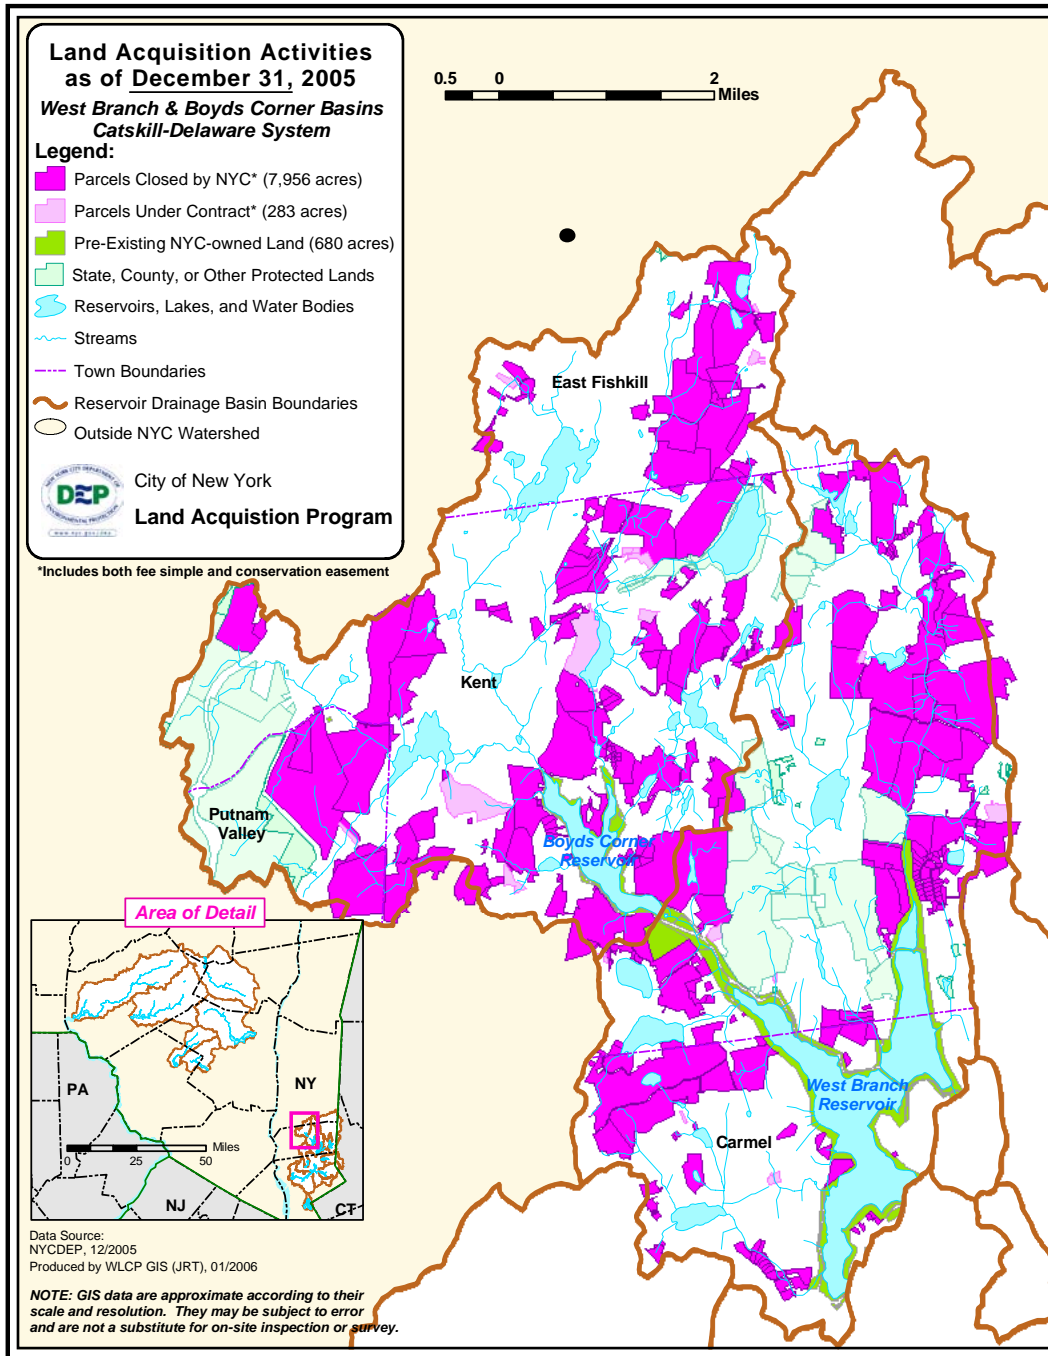 Land Acquisition Activities
as of December 31, 2005
West Branch & Boyds Corner Basins
Catskill-Delaware System
Legend:
Parcels Closed by NYC* (7,956 acres)
Parcels Under Contract* (283 acres)
Pre-Existing NYC-owned Land (680 acres)
State, County, or Other Protected Lands
Reservoirs, Lakes, and Water Bodies
Streams
Town Boundaries
Reservoir Drainage Basin Boundaries
Outside NYC Watershed
DEP
City of New York
Land Acquistion Program
*Includes both fee simple and conservation easement
0.5 0 2
Miles
East Fishkill
Kent
Putnam
Valley
Boyds Corner
Reservoir
West Branch
Reservoir
Carmel
Area of Detail
PA
NY
NJ
CT
Miles
0 25 50
Data Source:
NYCDEP, 12/2005
Produced by WLCP GIS (JRT), 01/2006
NOTE: GIS data are approximate according to their
scale and resolution. They may be subject to error
and are not a substitute for on-site inspection or survey.